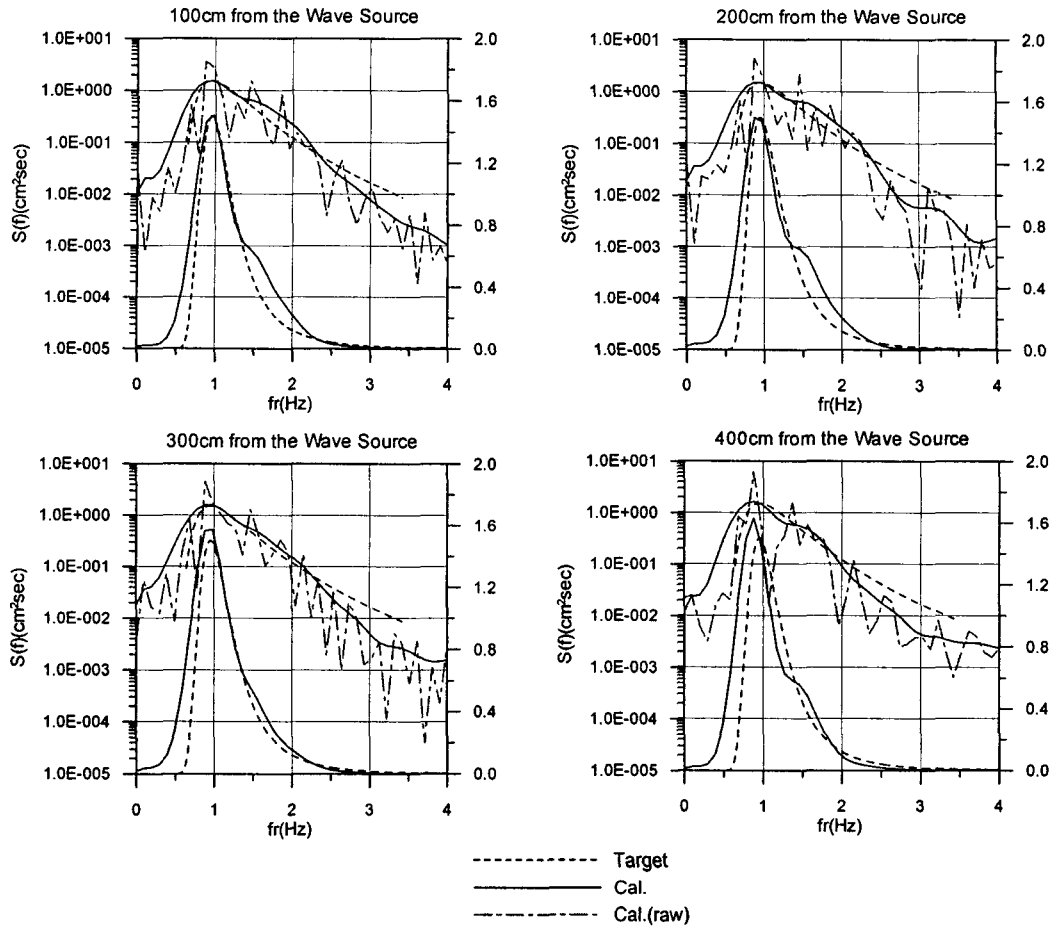 100cm from the Wave Source
200cm from the Wave Source
1.0E+001
1.0E+000
1.0E-001
1.0E-002
1.0E-003
1.0E-004
1.0E-005
S(f)(cm²sec)
2.0
1.6
1.2
0.8
0.4
0.0
0 1 2 3 4
fr(Hz)
1.0E+001
1.0E+000
1.0E-001
1.0E-002
1.0E-003
1.0E-004
1.0E-005
S(f)(cm²sec)
2.0
1.6
1.2
0.8
0.4
0.0
0 1 2 3 4
fr(Hz)
300cm from the Wave Source
400cm from the Wave Source
1.0E+001
1.0E+000
1.0E-001
1.0E-002
1.0E-003
1.0E-004
1.0E-005
S(f)(cm²sec)
2.0
1.6
1.2
0.8
0.4
0.0
0 1 2 3 4
fr(Hz)
1.0E+001
1.0E+000
1.0E-001
1.0E-002
1.0E-003
1.0E-004
1.0E-005
S(f)(cm²sec)
2.0
1.6
1.2
0.8
0.4
0.0
0 1 2 3 4
fr(Hz)
Target
Cal.
Cal.(raw)